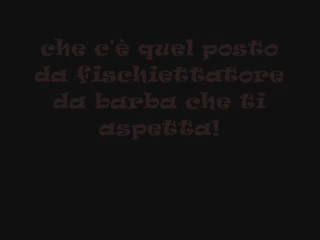 che c'è quel posto
da fischiettatore
da barba che ti
aspetta!